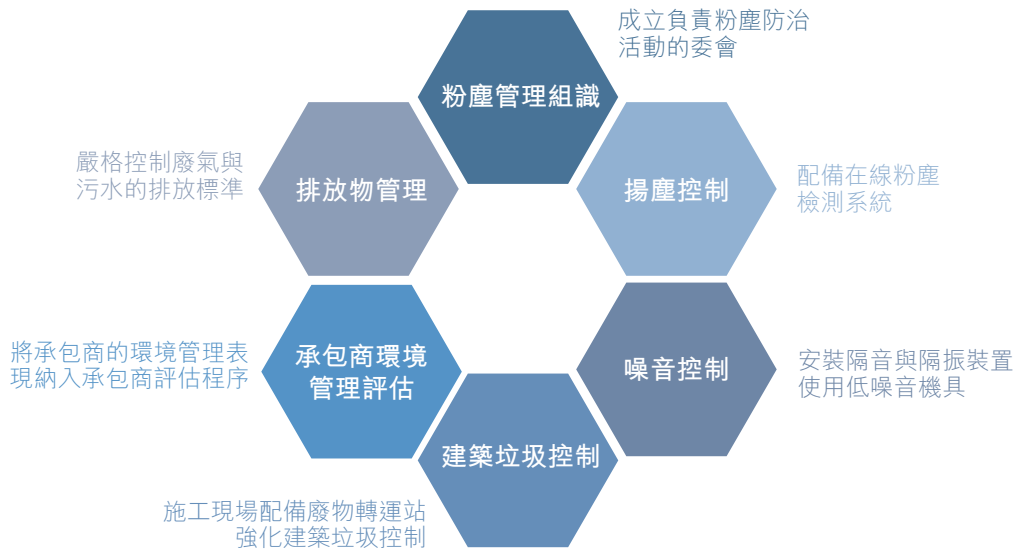 粉塵管理組識
成立負責粉塵防治
活動的委會
揚塵控制
配備在線粉塵
檢測系統
噪音控制
安裝隔音與隔振裝置
使用低噪音機具
建築垃圾控制
施工現場配備廢物轉運站
強化建築垃圾控制
承包商環境
管理評估
將承包商的環境管理表
現納入承包商評估程序
排放物管理
嚴格控制廢氣與
污水的排放標準